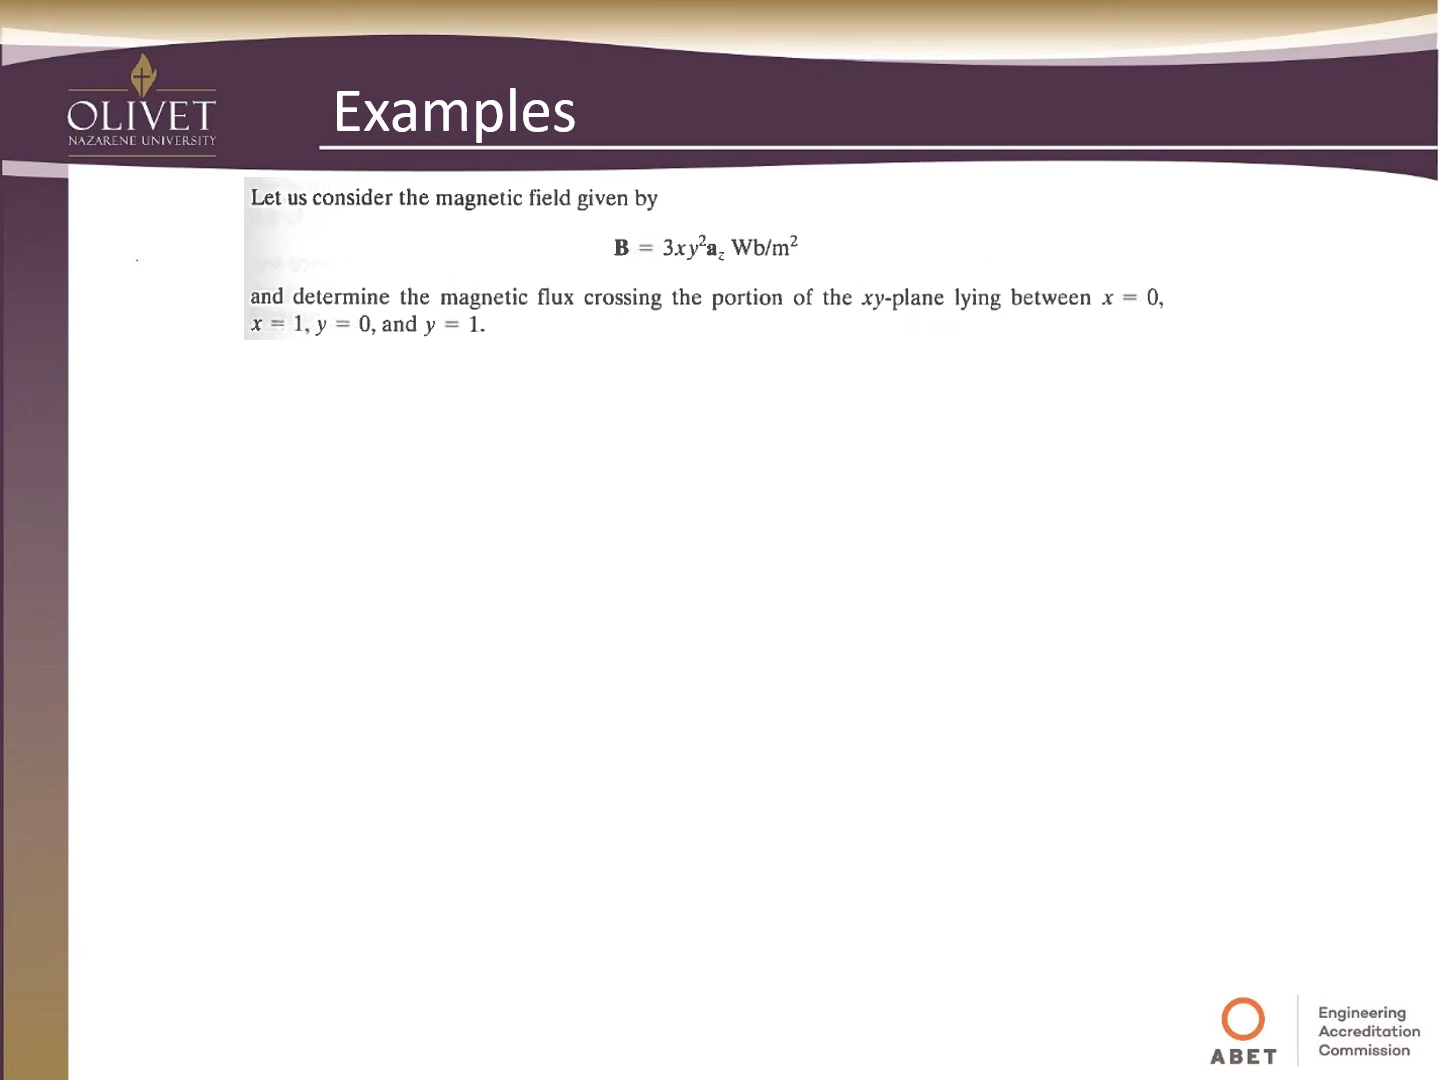 OLIVET
NAZARENE UNIVERSITY
Examples
Let us consider the magnetic field given by
B = 3xy²a_z Wb/m²
and determine the magnetic flux crossing the portion of the xy-plane lying between x = 0,
x = 1, y = 0, and y = 1.
ABET
Engineering
Accreditation
Commission